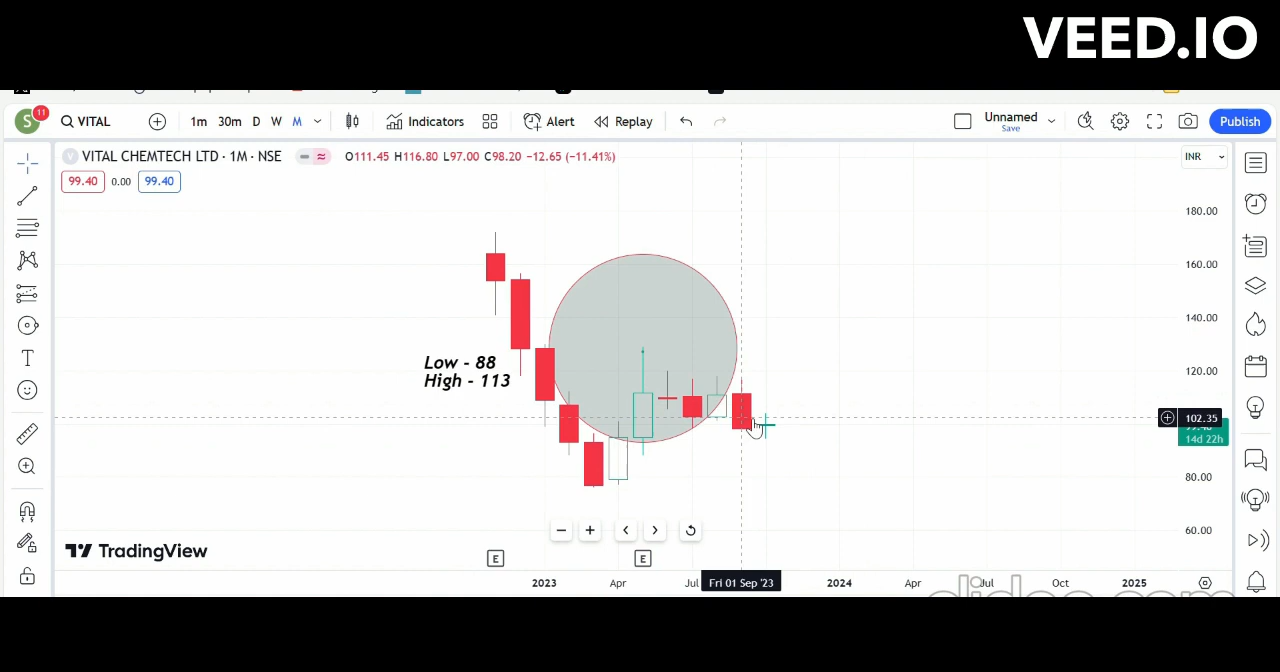 VEED.IO
S 11 VITAL 1m 30m D W M Indicators Alert Replay Unnamed Save Publish
V VITAL CHEMTECH LTD · 1M · NSE O111.45 H116.80 L97.00 C98.20 −12.65 (−11.41%) INR
99.40 0.00 99.40
180.00
160.00
140.00
120.00
Low - 88
High - 113
102.35
14d 22h
80.00
60.00
TradingView
E E
2023 Apr Jul Fri 01 Sep '23 2024 Apr Jul Oct 2025